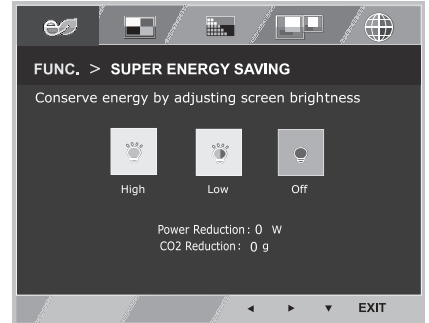 FUNC. > SUPER ENERGY SAVING
Conserve energy by adjusting screen brightness
High Low Off
Power Reduction: 0 W
CO2 Reduction: 0 g
EXIT